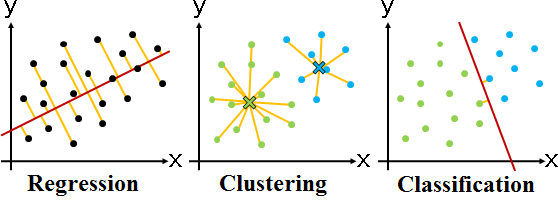 y
x
Regression
y
x
Clustering
y
x
Classification